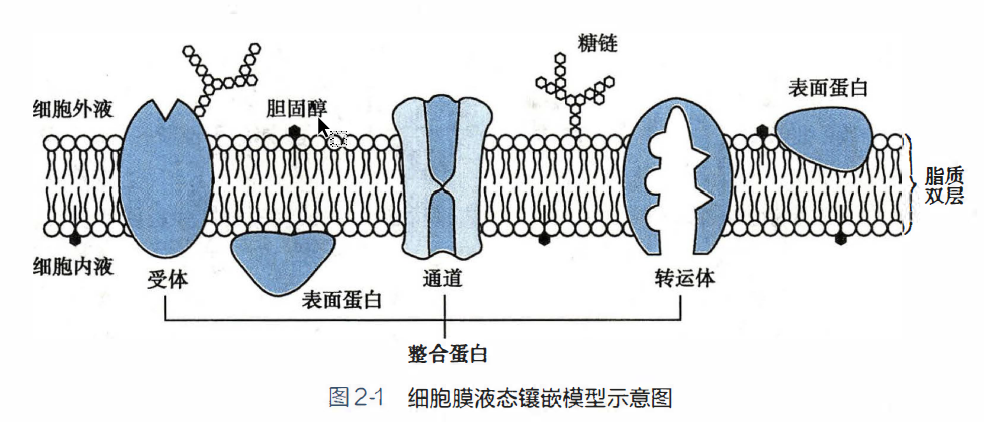 糖链
表面蛋白
细胞外液
胆固醇
脂质
双层
细胞内液
受体
表面蛋白
通道
转运体
整合蛋白
图2-1 细胞膜液态镶嵌模型示意图